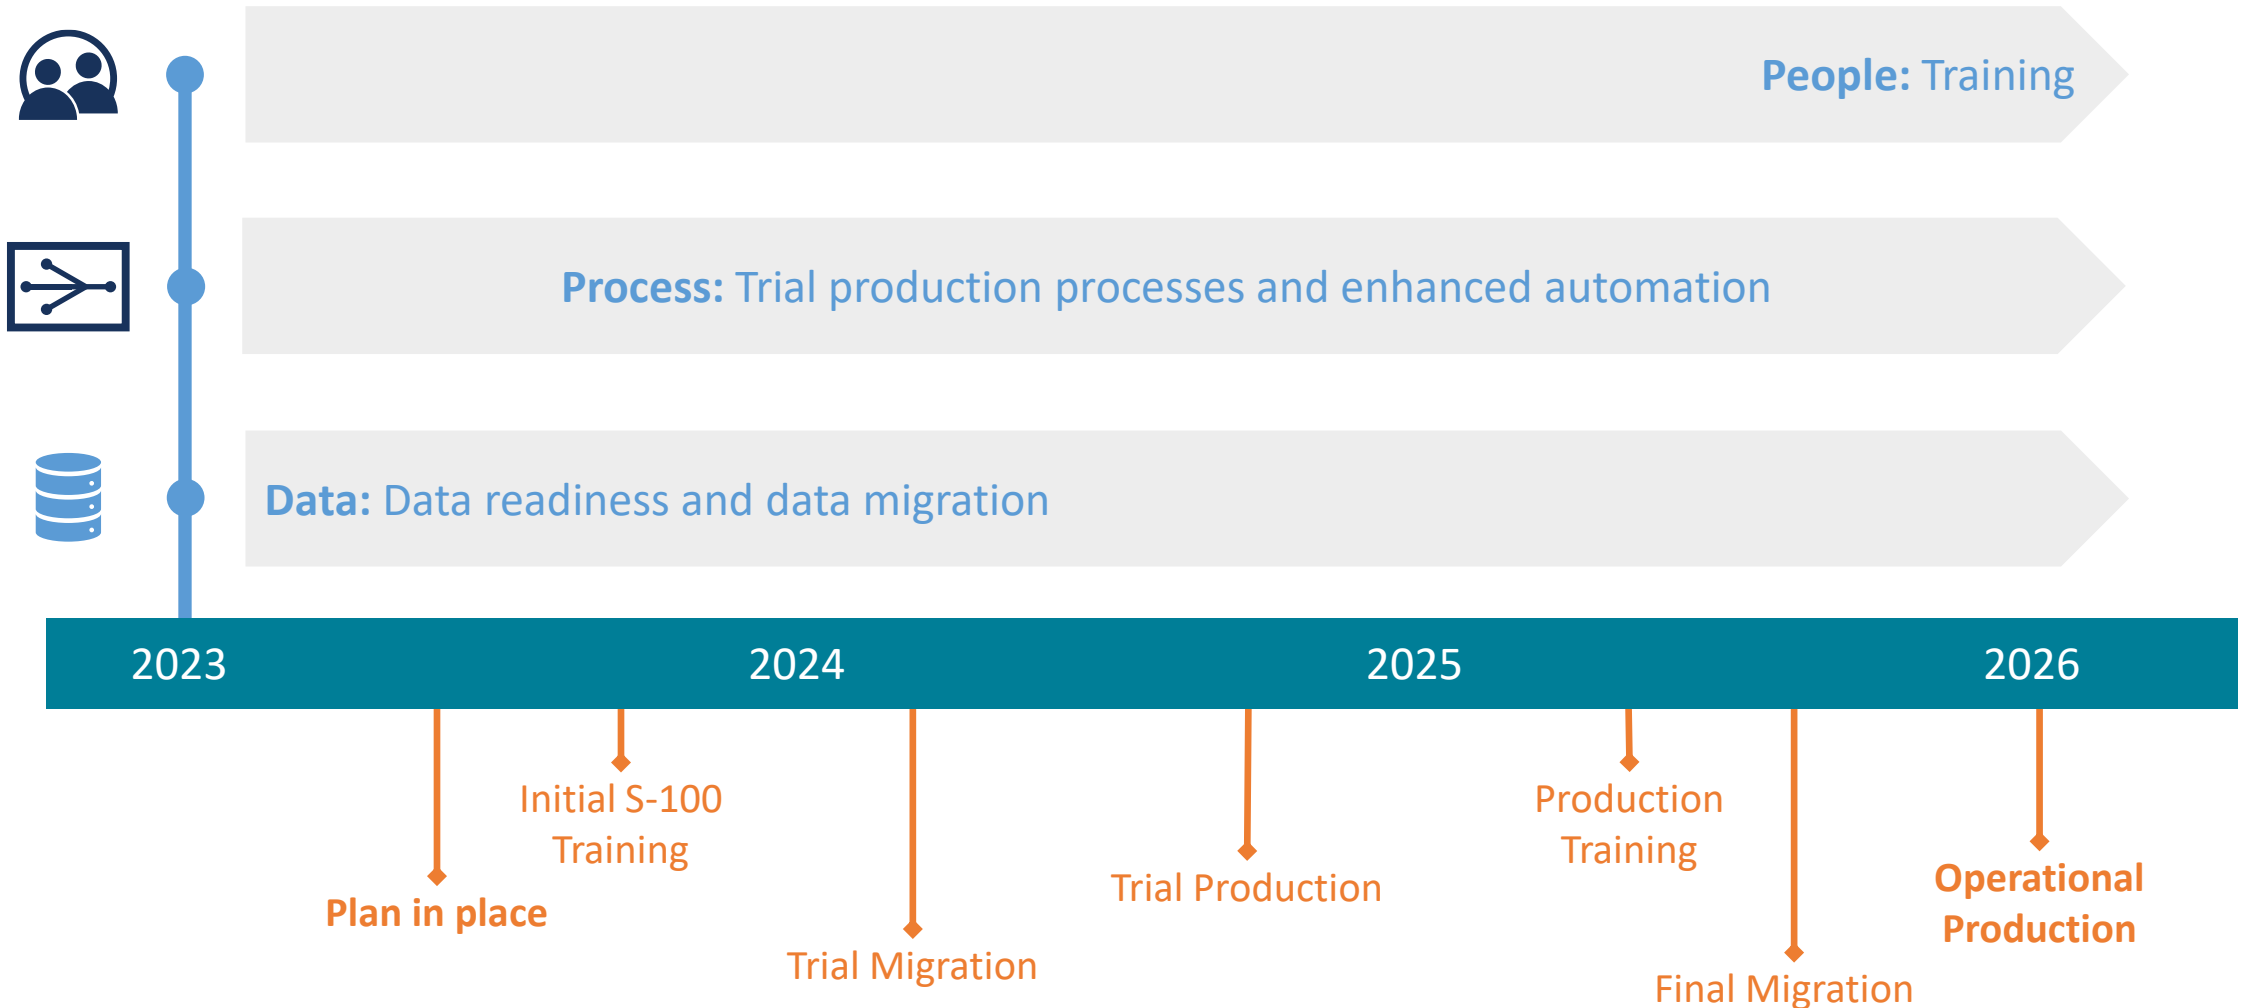 People: Training
Process: Trial production processes and enhanced automation
Data: Data readiness and data migration
2023
2024
2025
2026
Plan in place
Initial S-100
Training
Trial Migration
Trial Production
Production
Training
Final Migration
Operational
Production